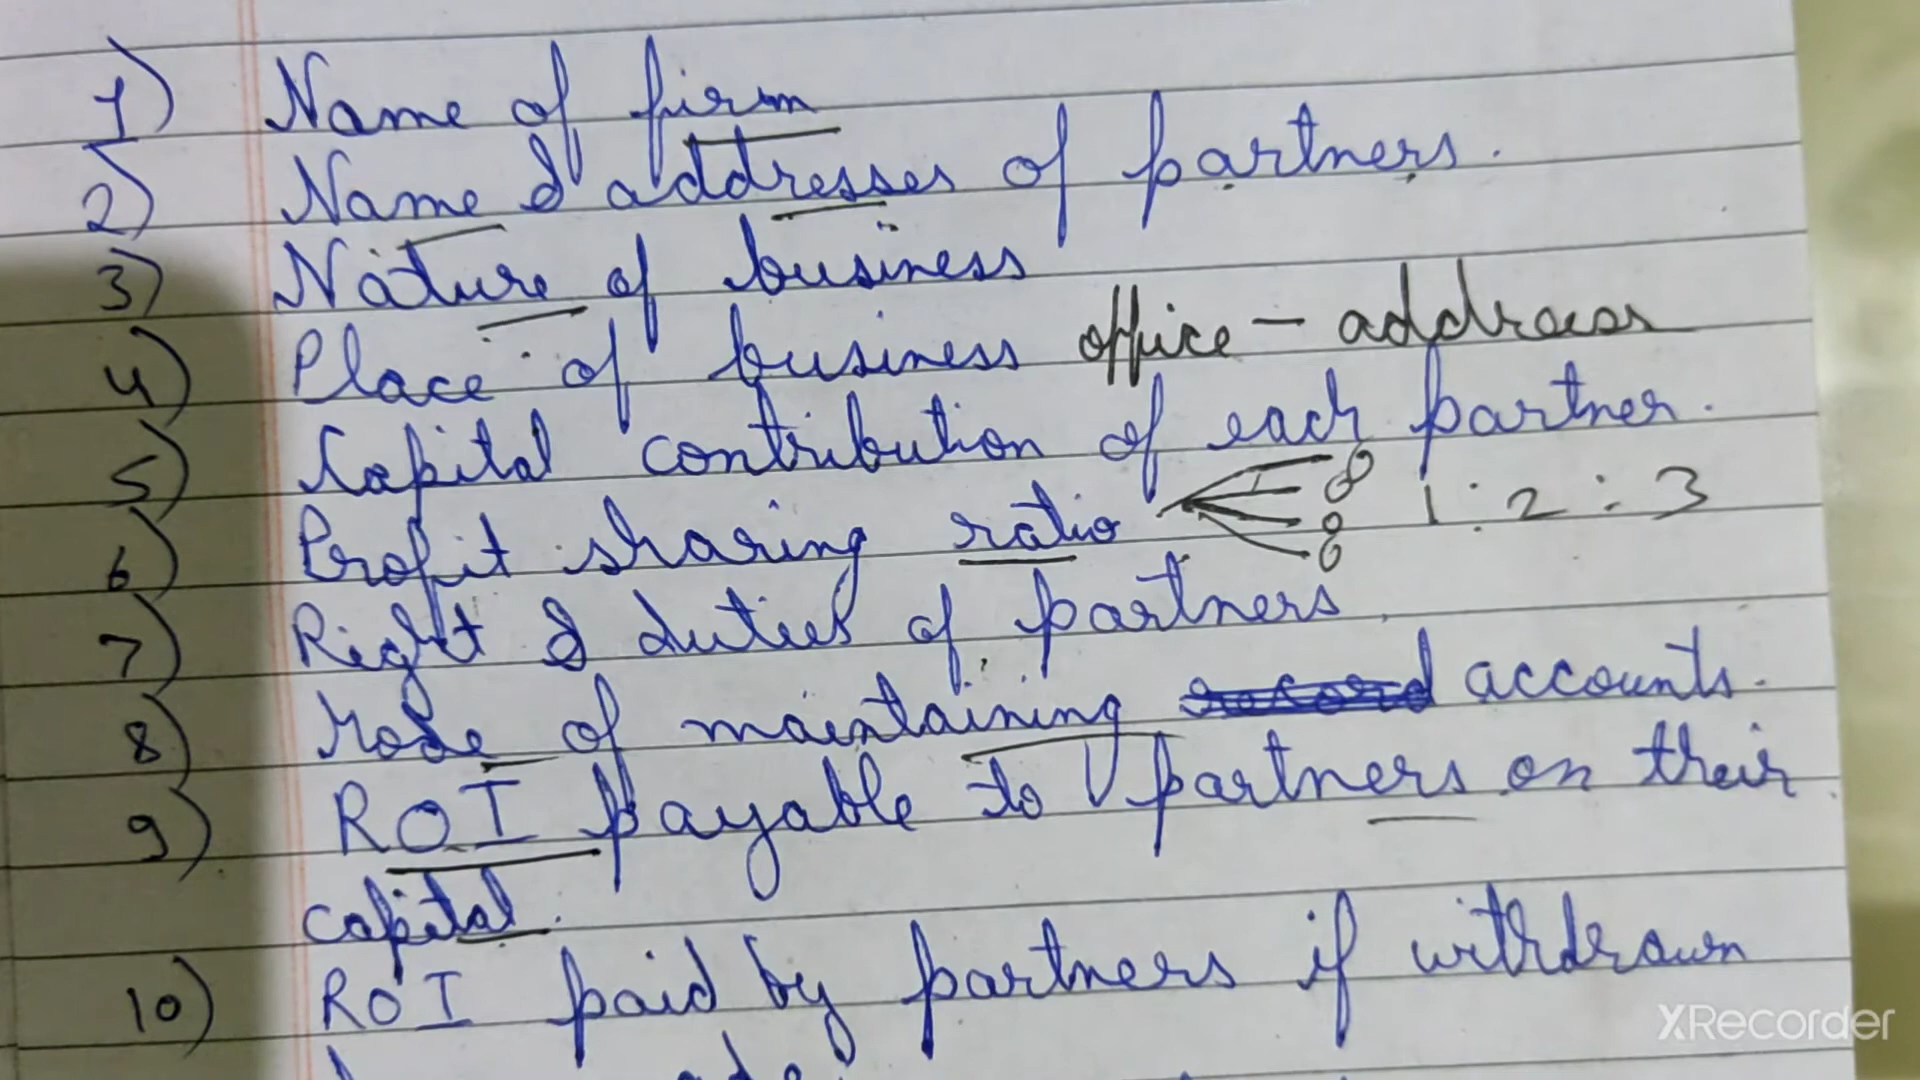 1) Name of firm
2) Name & addresses of partners.
3) Nature of business
4) Place of business office - address
5) Capital contribution of each partner.
6) Profit sharing ratio 1 : 2 : 3
7) Right & duties of partners.
8) Mode of maintaining record accounts.
9) ROI payable to partners on their
capital.
10) ROI paid by partners if withdrawn
XRecorder